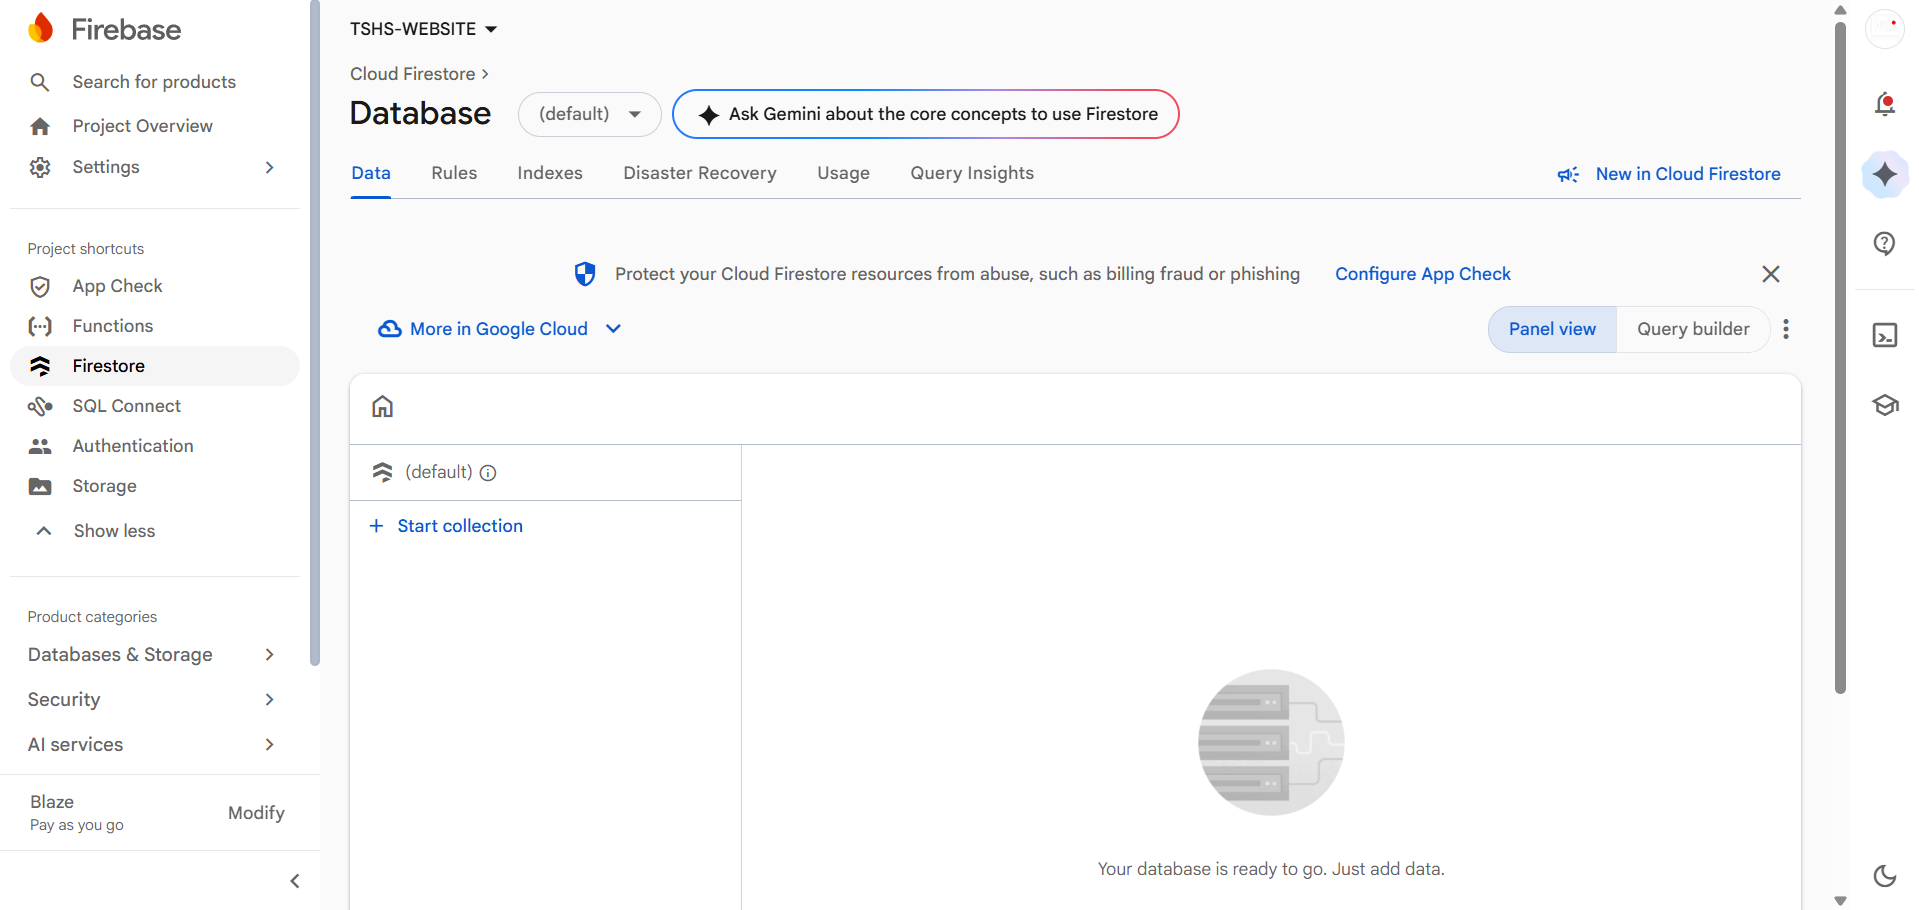 Firebase
Search for products
Project Overview
Settings
Project shortcuts
App Check
Functions
Firestore
SQL Connect
Authentication
Storage
Show less
Product categories
Databases & Storage
Security
AI services
Blaze
Pay as you go
Modify
TSHS-WEBSITE
Cloud Firestore
Database
(default)
Ask Gemini about the core concepts to use Firestore
Data Rules Indexes Disaster Recovery Usage Query Insights
New in Cloud Firestore
Protect your Cloud Firestore resources from abuse, such as billing fraud or phishing Configure App Check
More in Google Cloud
Panel view Query builder
(default)
Start collection
Your database is ready to go. Just add data.